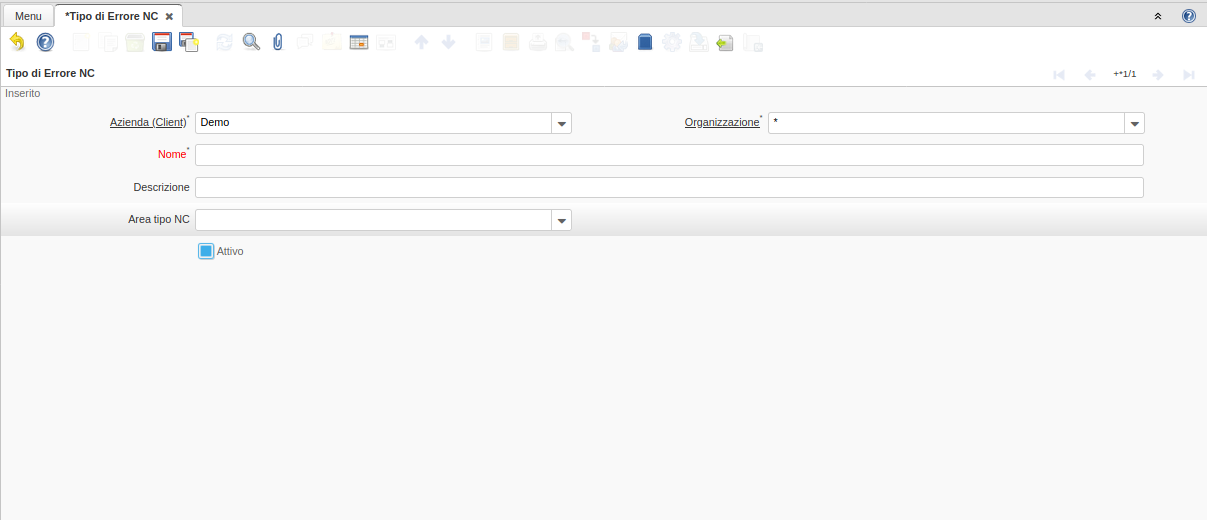 Menu *Tipo di Errore NC
Tipo di Errore NC +*1/1
Inserito
Azienda (Client)* Demo Organizzazione* *
Nome*
Descrizione
Area tipo NC
Attivo